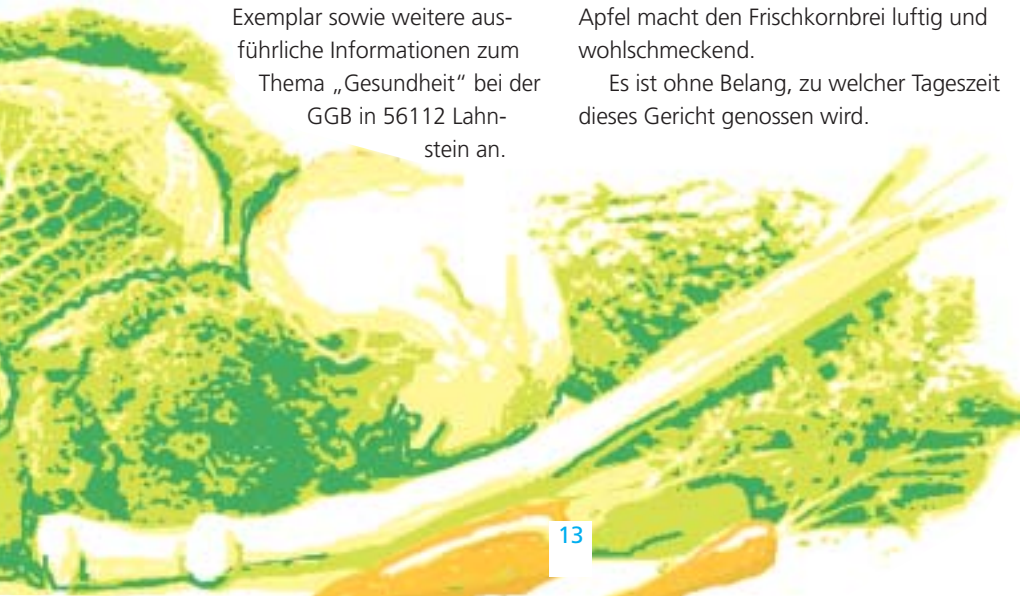 Exemplar sowie weitere aus-
führliche Informationen zum
Thema „Gesundheit“ bei der
GGB in 56112 Lahn-
stein an.
Apfel macht den Frischkornbrei luftig und
wohlschmeckend.
Es ist ohne Belang, zu welcher Tageszeit
dieses Gericht genossen wird.
13